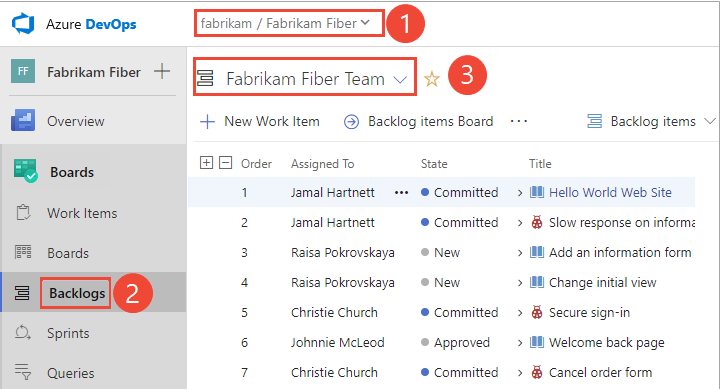 Azure DevOps
fabrikam / Fabrikam Fiber
1
FF Fabrikam Fiber
Fabrikam Fiber Team
3
Overview
New Work Item Backlog items Board ··· Backlog items
Order Assigned To State Title
Boards
1 Jamal Hartnett ··· Committed Hello World Web Site
Work Items
2 Jamal Hartnett Committed Slow response on informa
Boards
3 Raisa Pokrovskaya New Add an information form
Backlogs 2
4 Raisa Pokrovskaya New Change initial view
5 Christie Church Committed Secure sign-in
Sprints
6 Johnnie McLeod Approved Welcome back page
Queries
7 Christie Church Committed Cancel order form